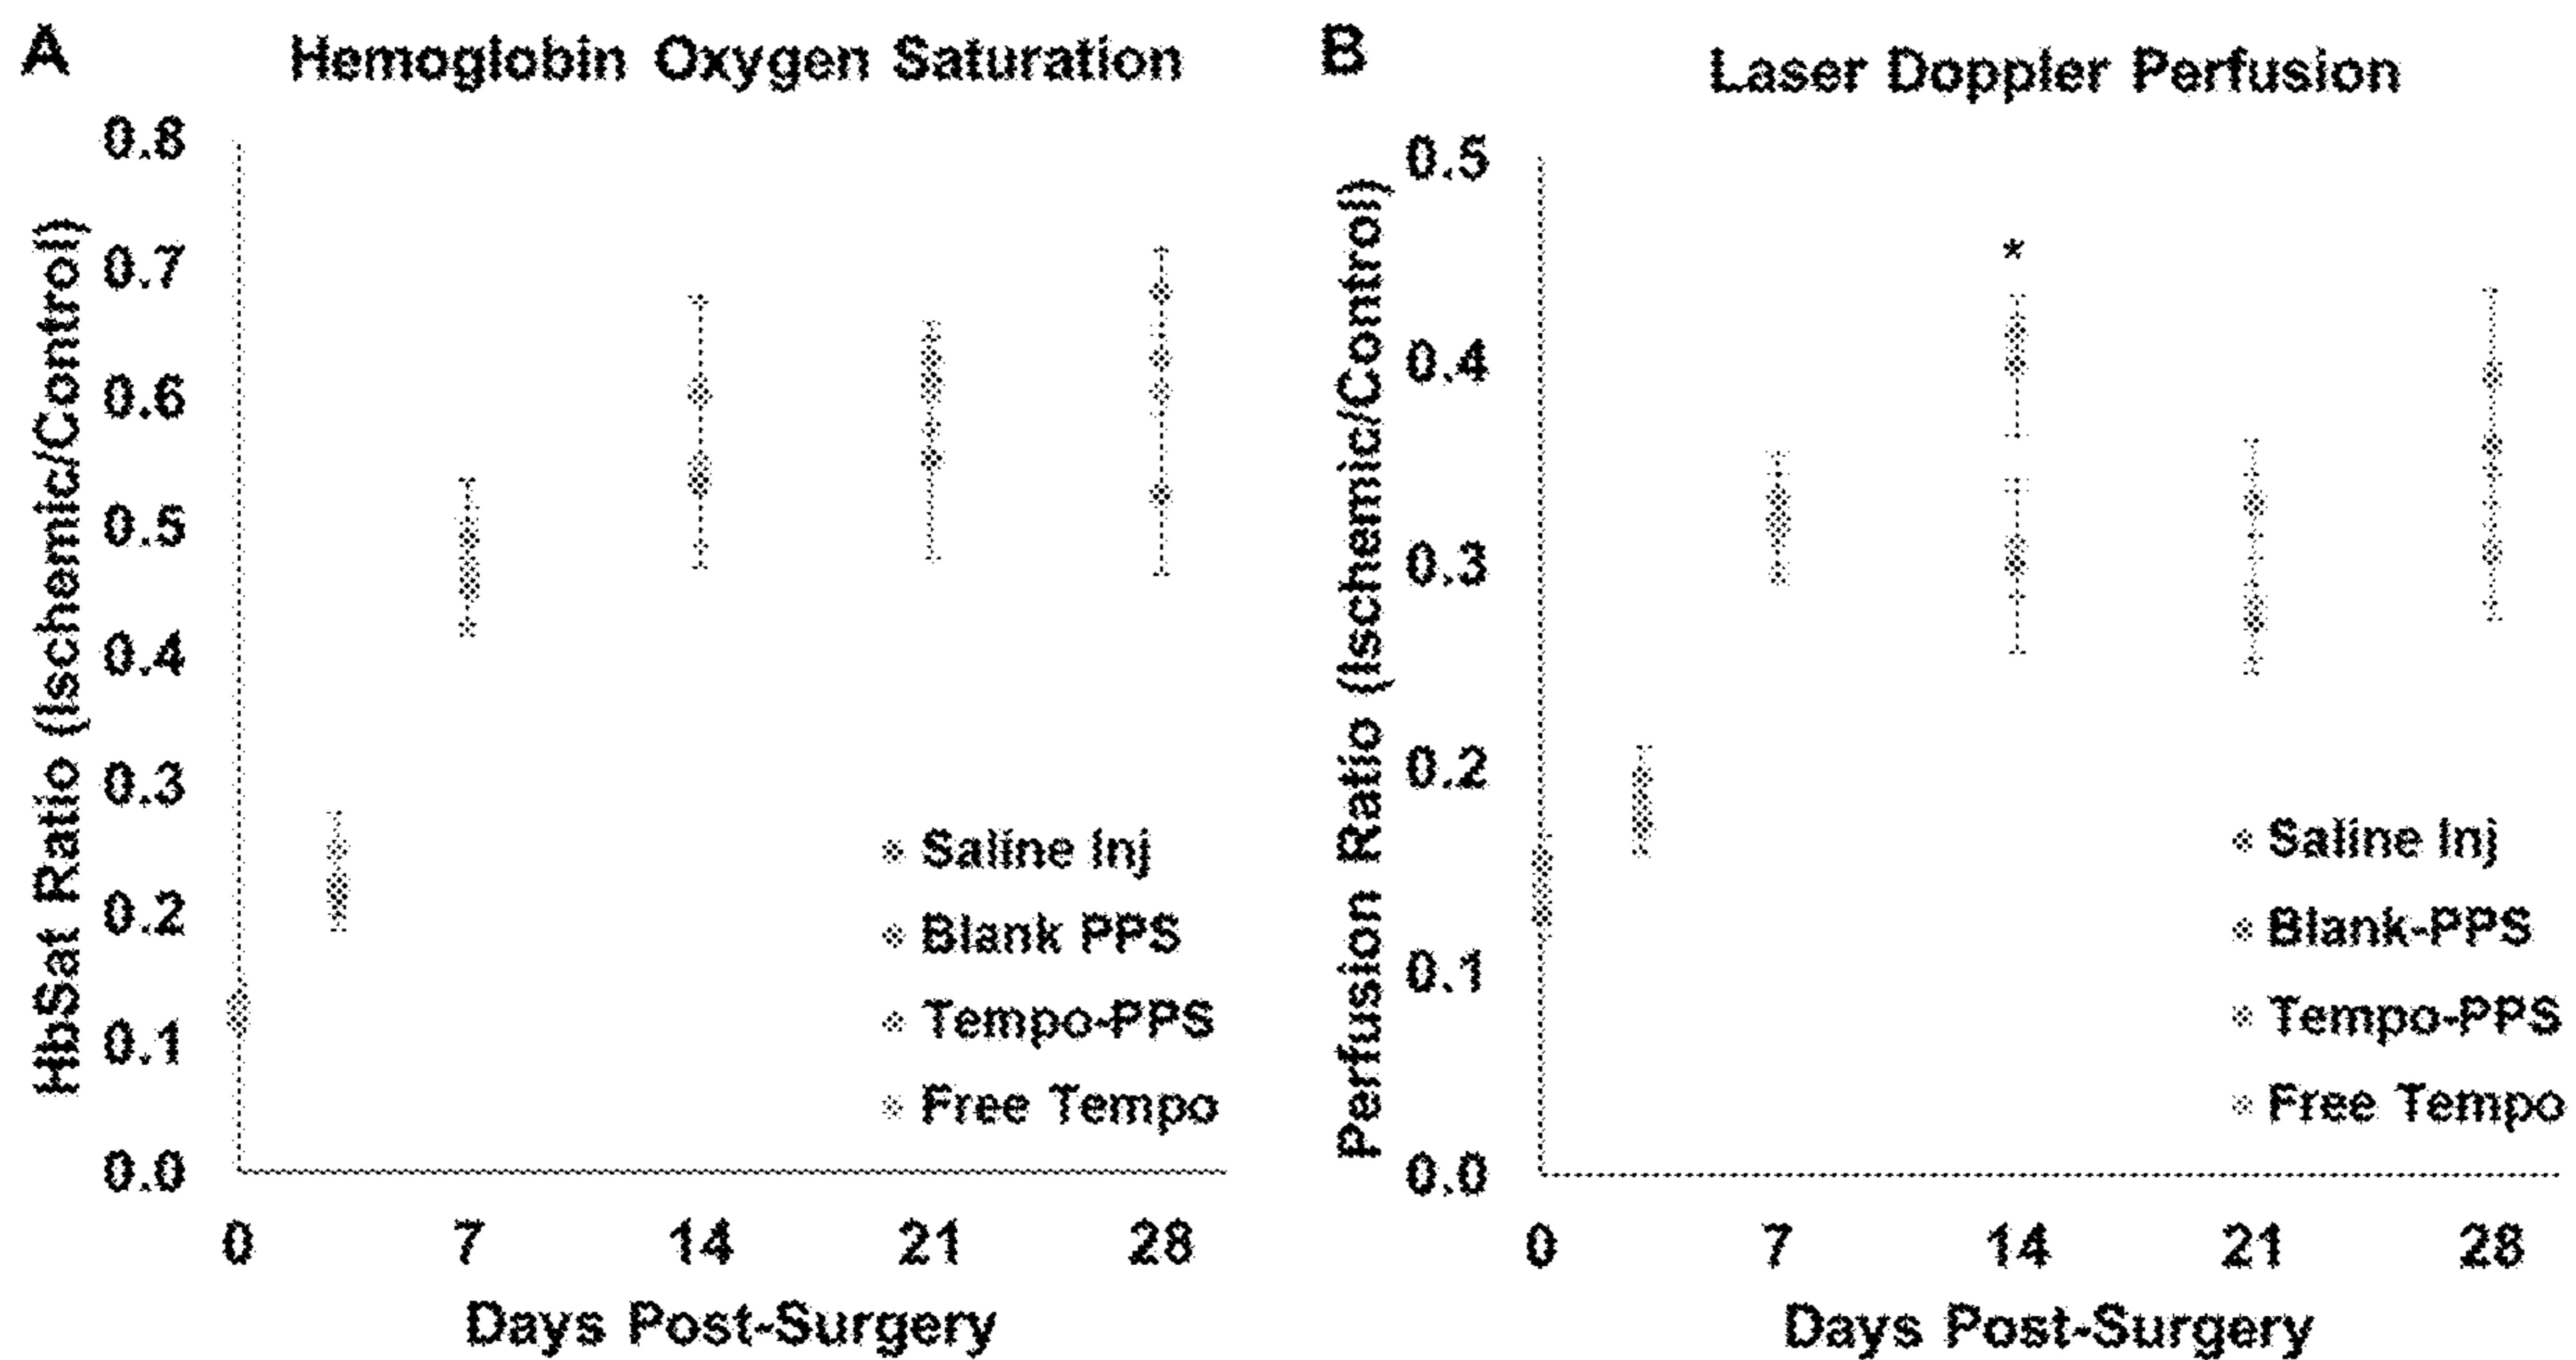 A
Hemoglobin Oxygen Saturation
HbSat Ratio (Ischemic/Control)
0.8
0.7
0.6
0.5
0.4
0.3
0.2
0.1
0.0
Saline Inj
Blank PPS
Tempo-PPS
Free Tempo
0 7 14 21 28
Days Post-Surgery
B
Laser Doppler Perfusion
Perfusion Ratio (Ischemic/Control)
0.5
0.4
0.3
0.2
0.1
0.0
*
Saline Inj
Blank-PPS
Tempo-PPS
Free Tempo
0 7 14 21 28
Days Post-Surgery